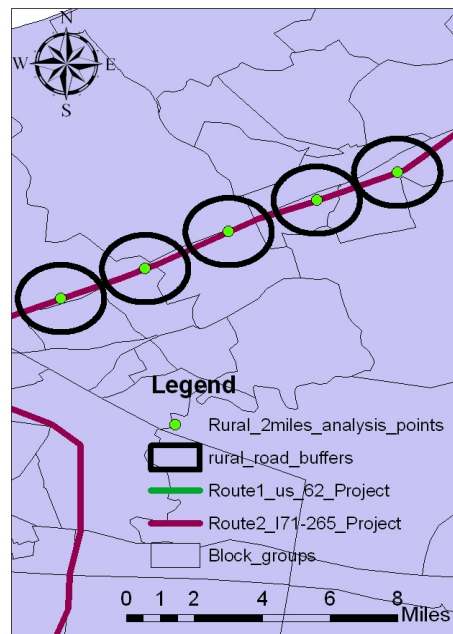 N
W E
S
Legend
Rural_2miles_analysis_points
rural_road_buffers
Route1_us_62_Project
Route2_I71-265_Project
Block_groups
0 1 2 4 6 8
Miles